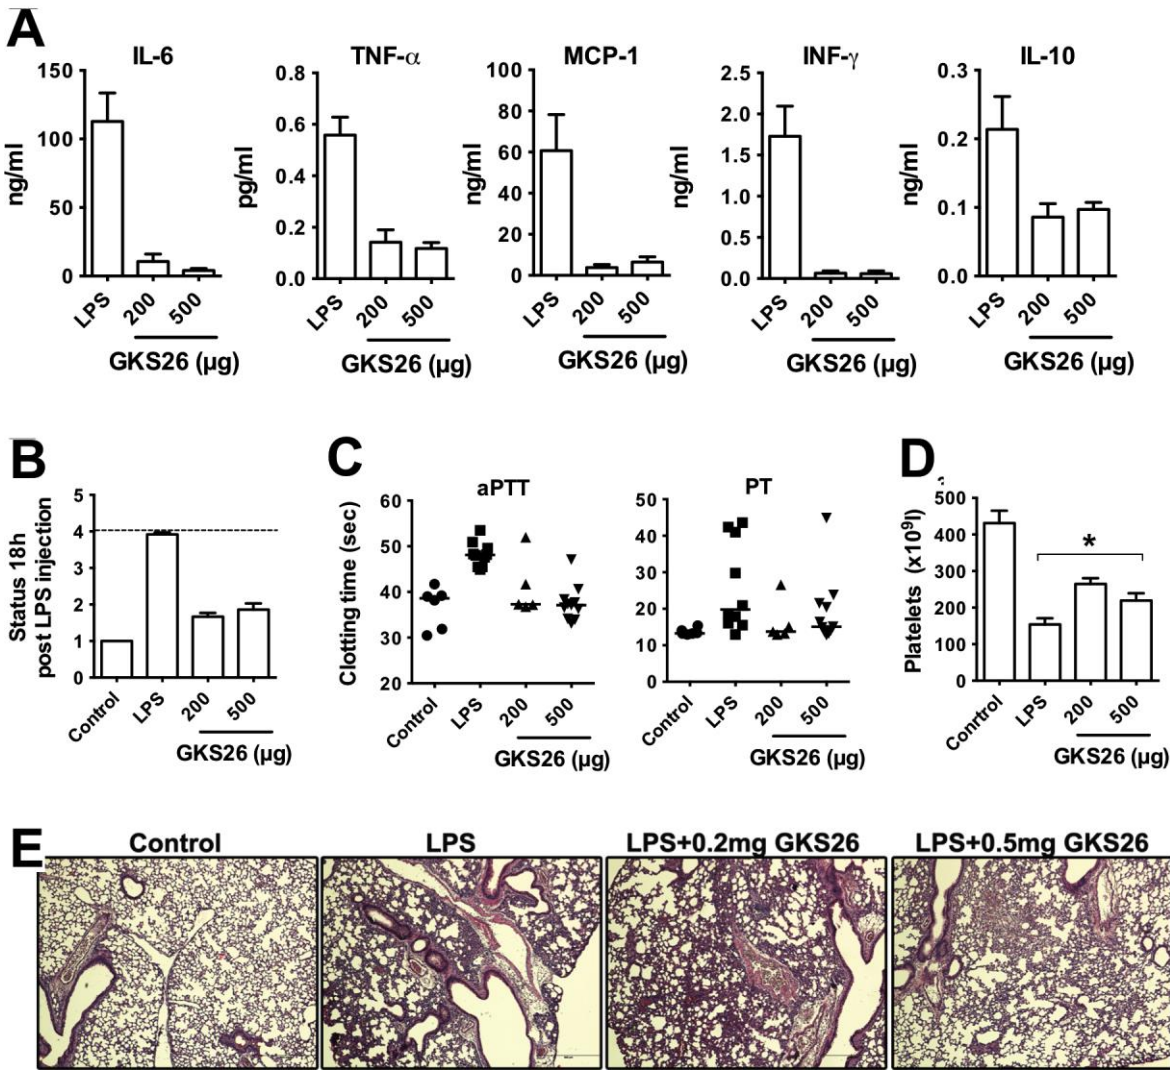 A
IL-6
TNF-α
MCP-1
INF-γ
IL-10
ng/ml
150
100
50
0
LPS
200
500
GKS26 (µg)
pg/ml
0.8
0.6
0.4
0.2
0.0
LPS
200
500
GKS26 (µg)
ng/ml
100
80
60
40
20
0
LPS
200
500
GKS26 (µg)
ng/ml
2.5
2.0
1.5
1.0
0.5
0.0
LPS
200
500
GKS26 (µg)
ng/ml
0.3
0.2
0.1
0.0
LPS
200
500
GKS26 (µg)
B
Status 18h
post LPS injection
5
4
3
2
1
0
Control
LPS
200
500
GKS26 (µg)
C
aPTT
Clotting time (sec)
60
50
40
30
20
Control
LPS
200
500
GKS26 (µg)
PT
50
40
30
20
10
0
Control
LPS
200
500
GKS26 (µg)
D
Platelets (x10⁹l)
500
400
300
200
100
0
*
Conrtrol
LPS
200
500
GKS26 (µg)
E
Control
LPS
LPS+0.2mg GKS26
LPS+0.5mg GKS26